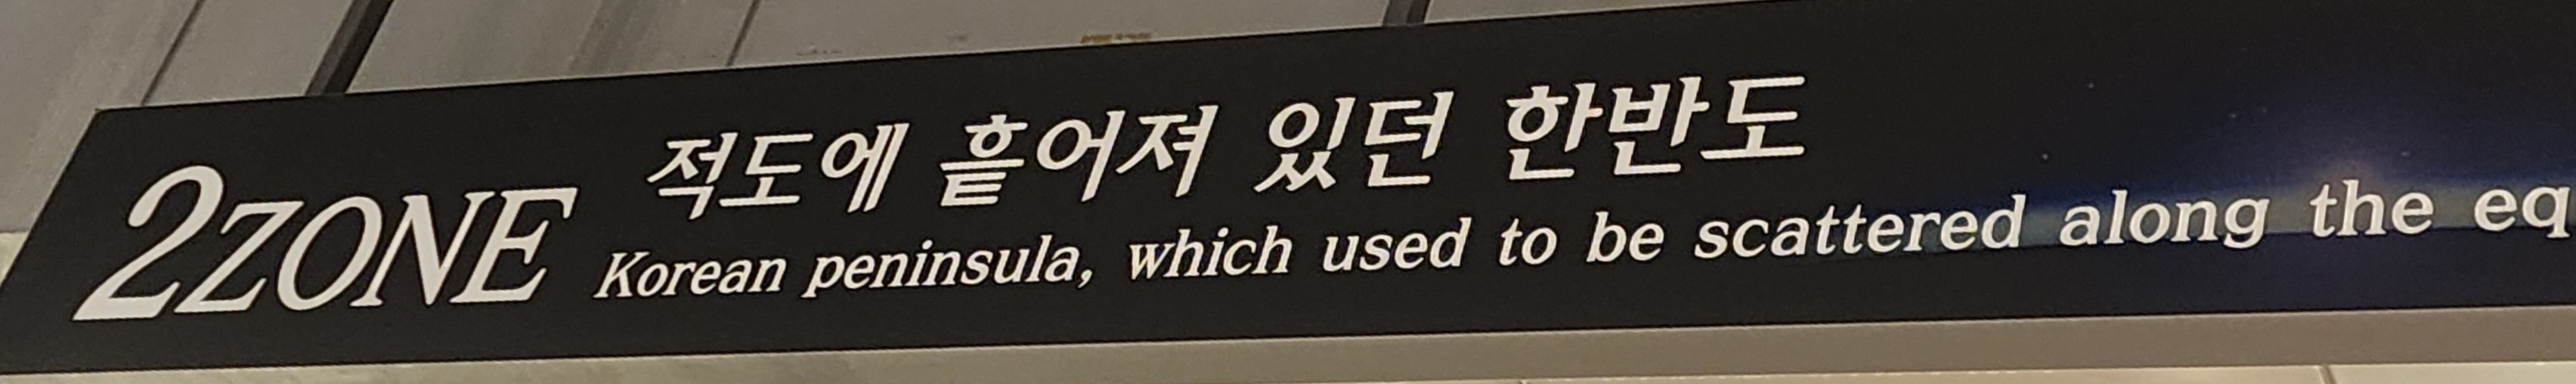 2ZONE
적도에 흩어져 있던 한반도
Korean peninsula, which used to be scattered along the eq